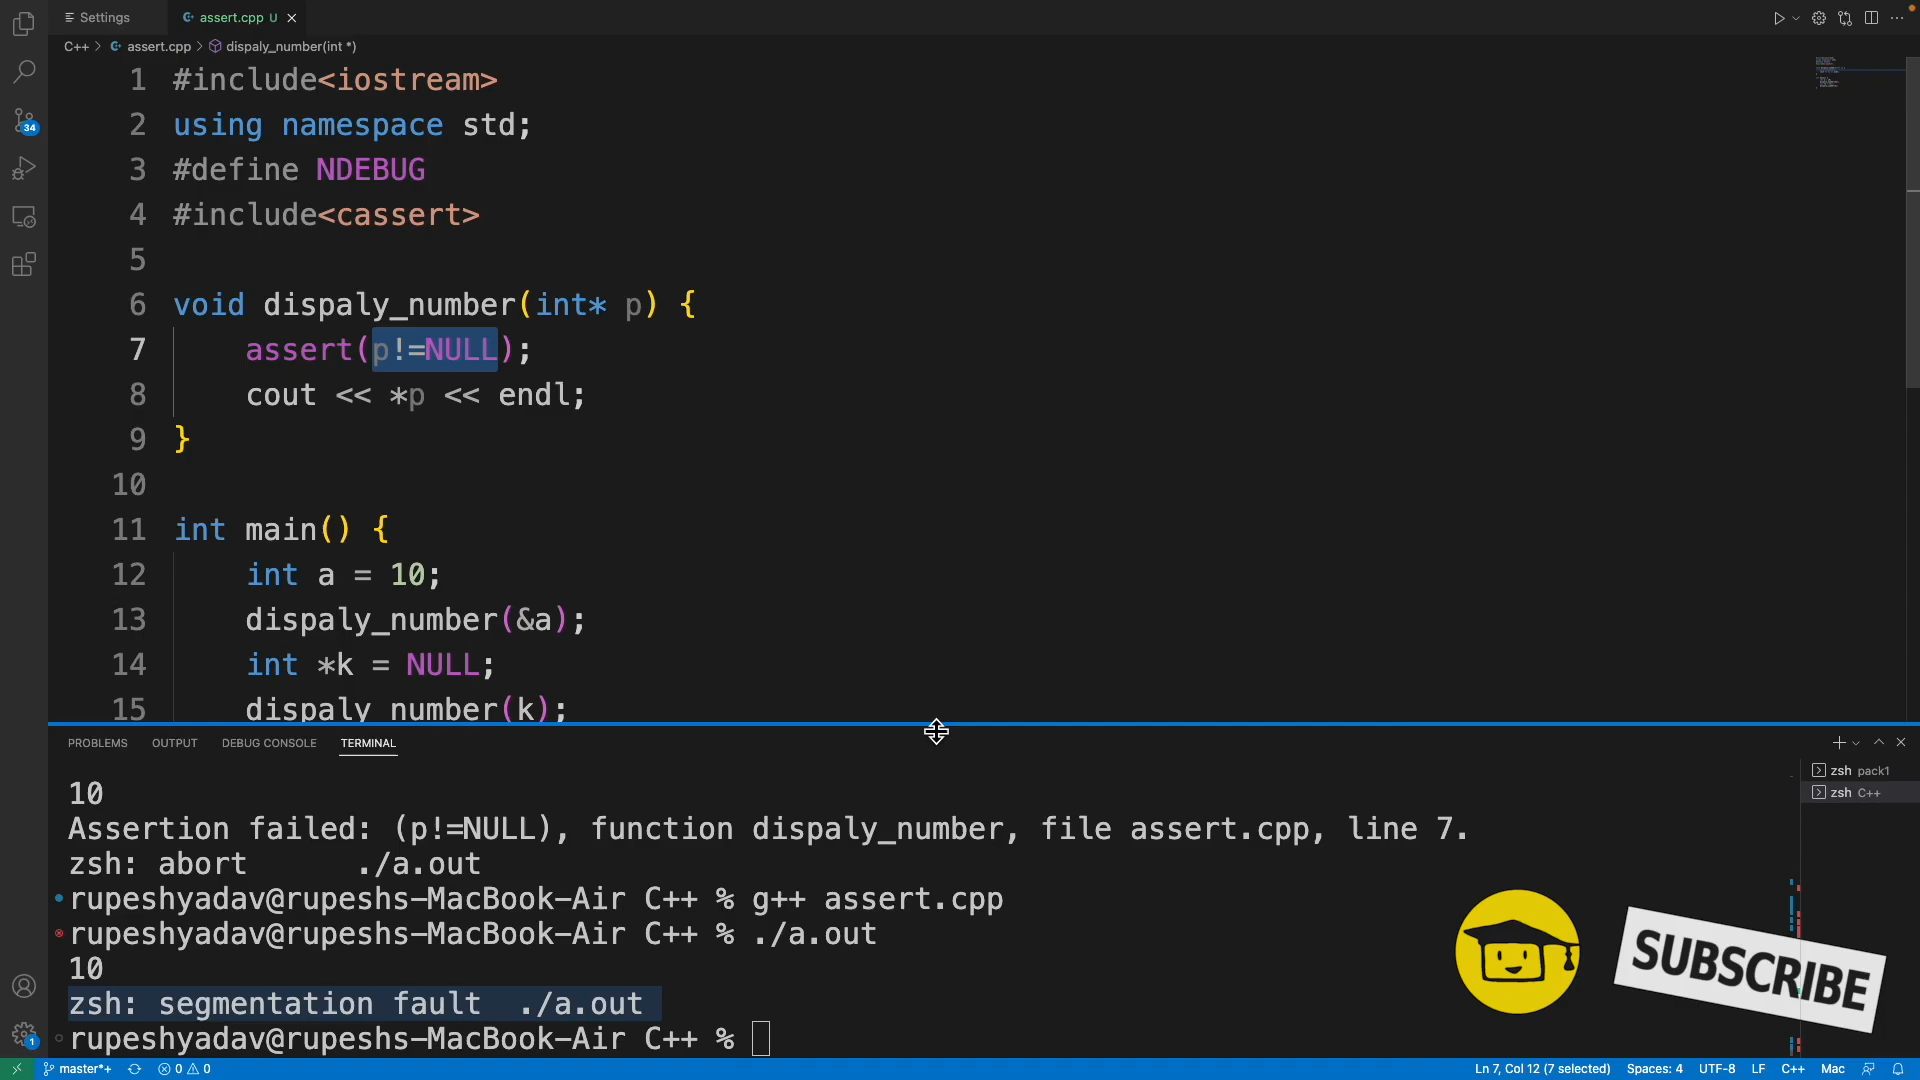 Settings
assert.cpp U
C++ > assert.cpp > dispaly_number(int *)
34
1 #include<iostream>
2 using namespace std;
3 #define NDEBUG
4 #include<cassert>
5
6 void dispaly_number(int* p) {
7 assert(p!=NULL);
8 cout << *p << endl;
9 }
10
11 int main() {
12 int a = 10;
13 dispaly_number(&a);
14 int *k = NULL;
15 dispaly_number(k);
PROBLEMS OUTPUT DEBUG CONSOLE TERMINAL
zsh pack1
zsh C++
10
Assertion failed: (p!=NULL), function dispaly_number, file assert.cpp, line 7.
zsh: abort ./a.out
rupeshyadav@rupeshs-MacBook-Air C++ % g++ assert.cpp
rupeshyadav@rupeshs-MacBook-Air C++ % ./a.out
10
zsh: segmentation fault ./a.out
rupeshyadav@rupeshs-MacBook-Air C++ %
SUBSCRIBE
1
master*+ 0 0 Ln 7, Col 12 (7 selected) Spaces: 4 UTF-8 LF C++ Mac